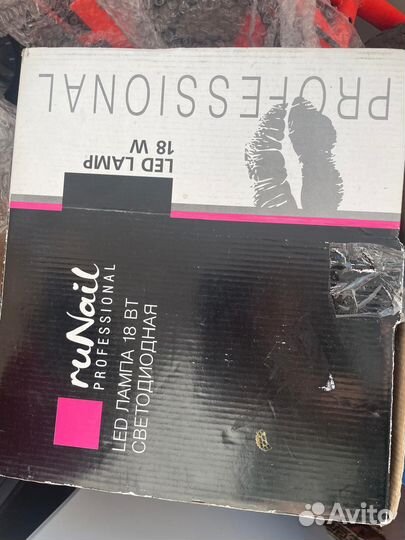 PROFESSIONAL
LED LAMP
18 W
ruNail
PROFESSIONAL
LED ЛАМПА 18 ВТ
СВЕТОДИОДНАЯ
Avito